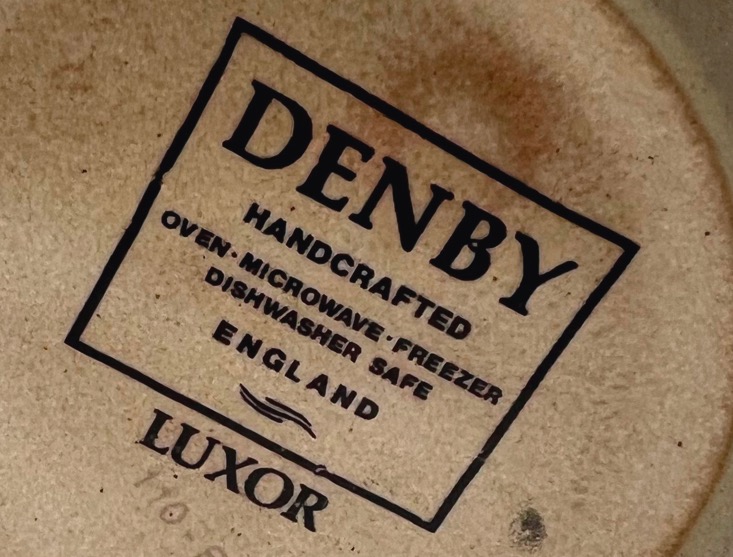 DENBY
HANDCRAFTED
OVEN·MICROWAVE·FREEZER
DISHWASHER SAFE
ENGLAND
LUXOR